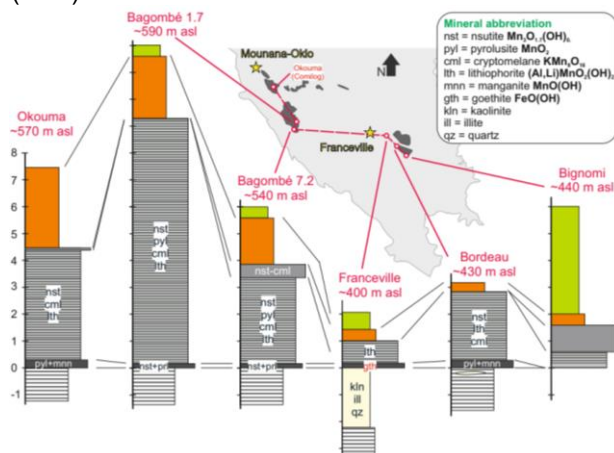 Bagombé 1.7
~590 m asl
Mounana-Oklo
Okouma
(Comilog)
N
Franceville
Mineral abbreviation
nst = nsutite Mn₃O₁₋₇(OH)₆
pyl = pyrolusite MnO₂
cml = cryptomelane KMn₈O₁₆
lth = lithiophorite (Al,Li)MnO₂(OH)₂
mnn = manganite MnO(OH)
gth = goethite FeO(OH)
kln = kaolinite
ill = illite
qz = quartz
Okouma
~570 m asl
Bagombé 7.2
~540 m asl
Franceville
~400 m asl
Bordeau
~430 m asl
Bignomi
~440 m asl
8
7
6
5
4
3
2
1
0
-1
nst
cml
lth
pyl+mnn
nst
pyl
cml
lth
nst-cml
nst
pyl
cml
lth
lth
gth
kln
ill
qz
nst
lth
cml
pyl+mnn